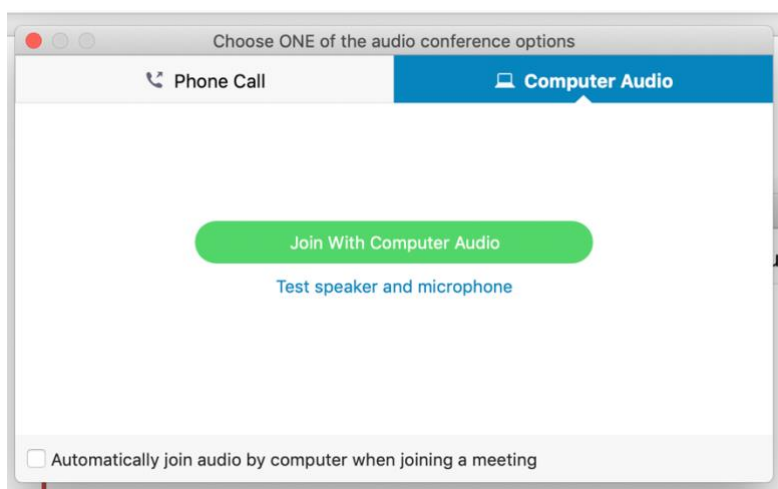 Choose ONE of the audio conference options
Phone Call
Computer Audio
Join With Computer Audio
Test speaker and microphone
Automatically join audio by computer when joining a meeting